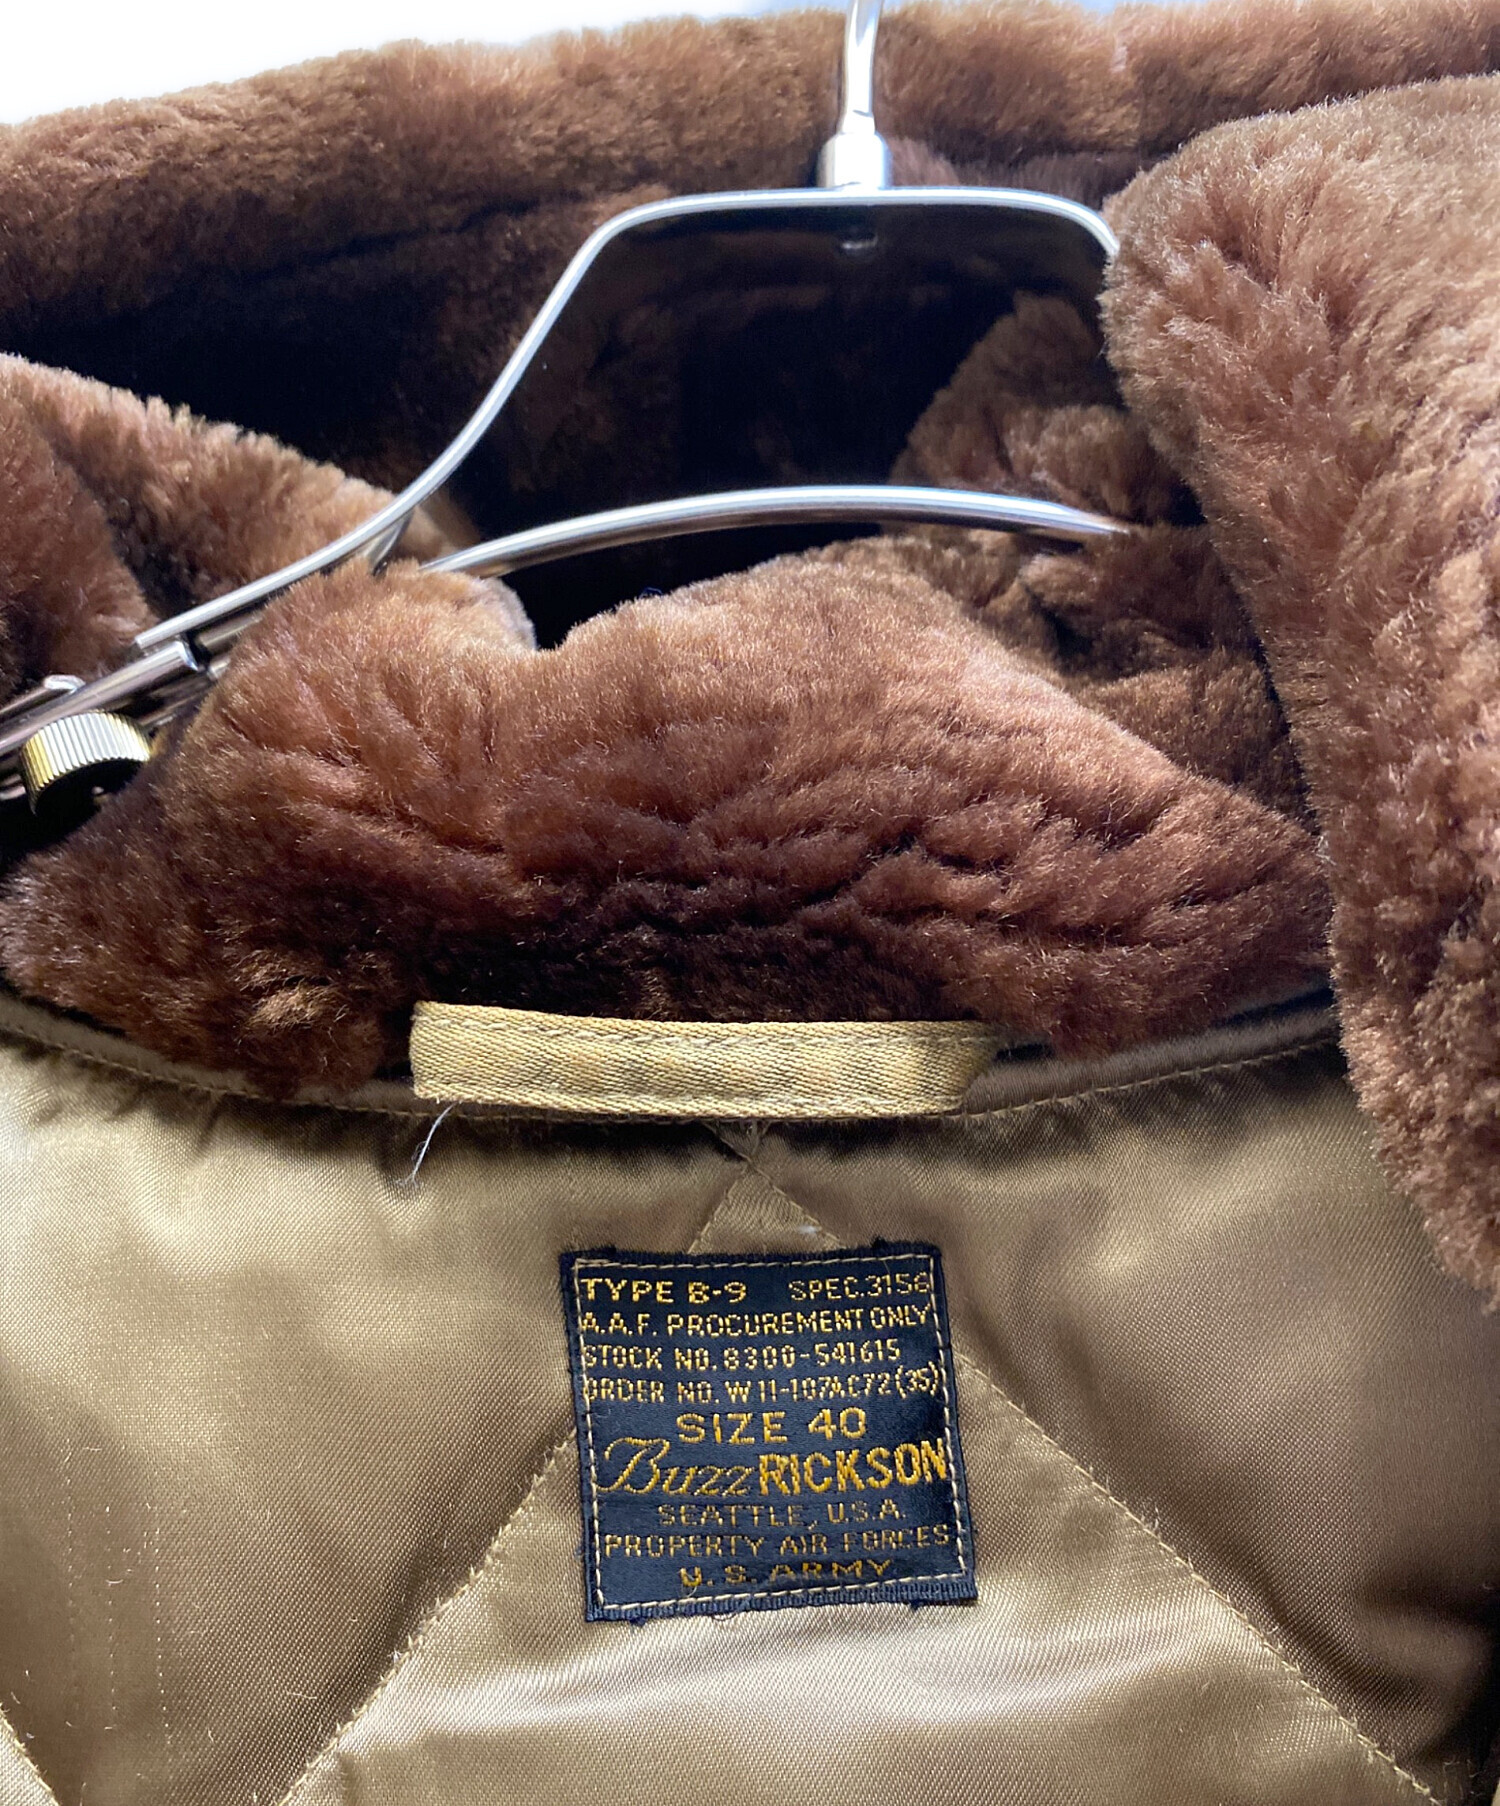 TYPE B-9 SPEC.3156
A.A.F. PROCUREMENT ONLY
STOCK NO. 8300-541615
ORDER NO. W11-107AC72(35)
SIZE 40
Buzz RICKSON
SEATTLE, U.S.A.
PROPERTY AIR FORCES
U.S. ARMY